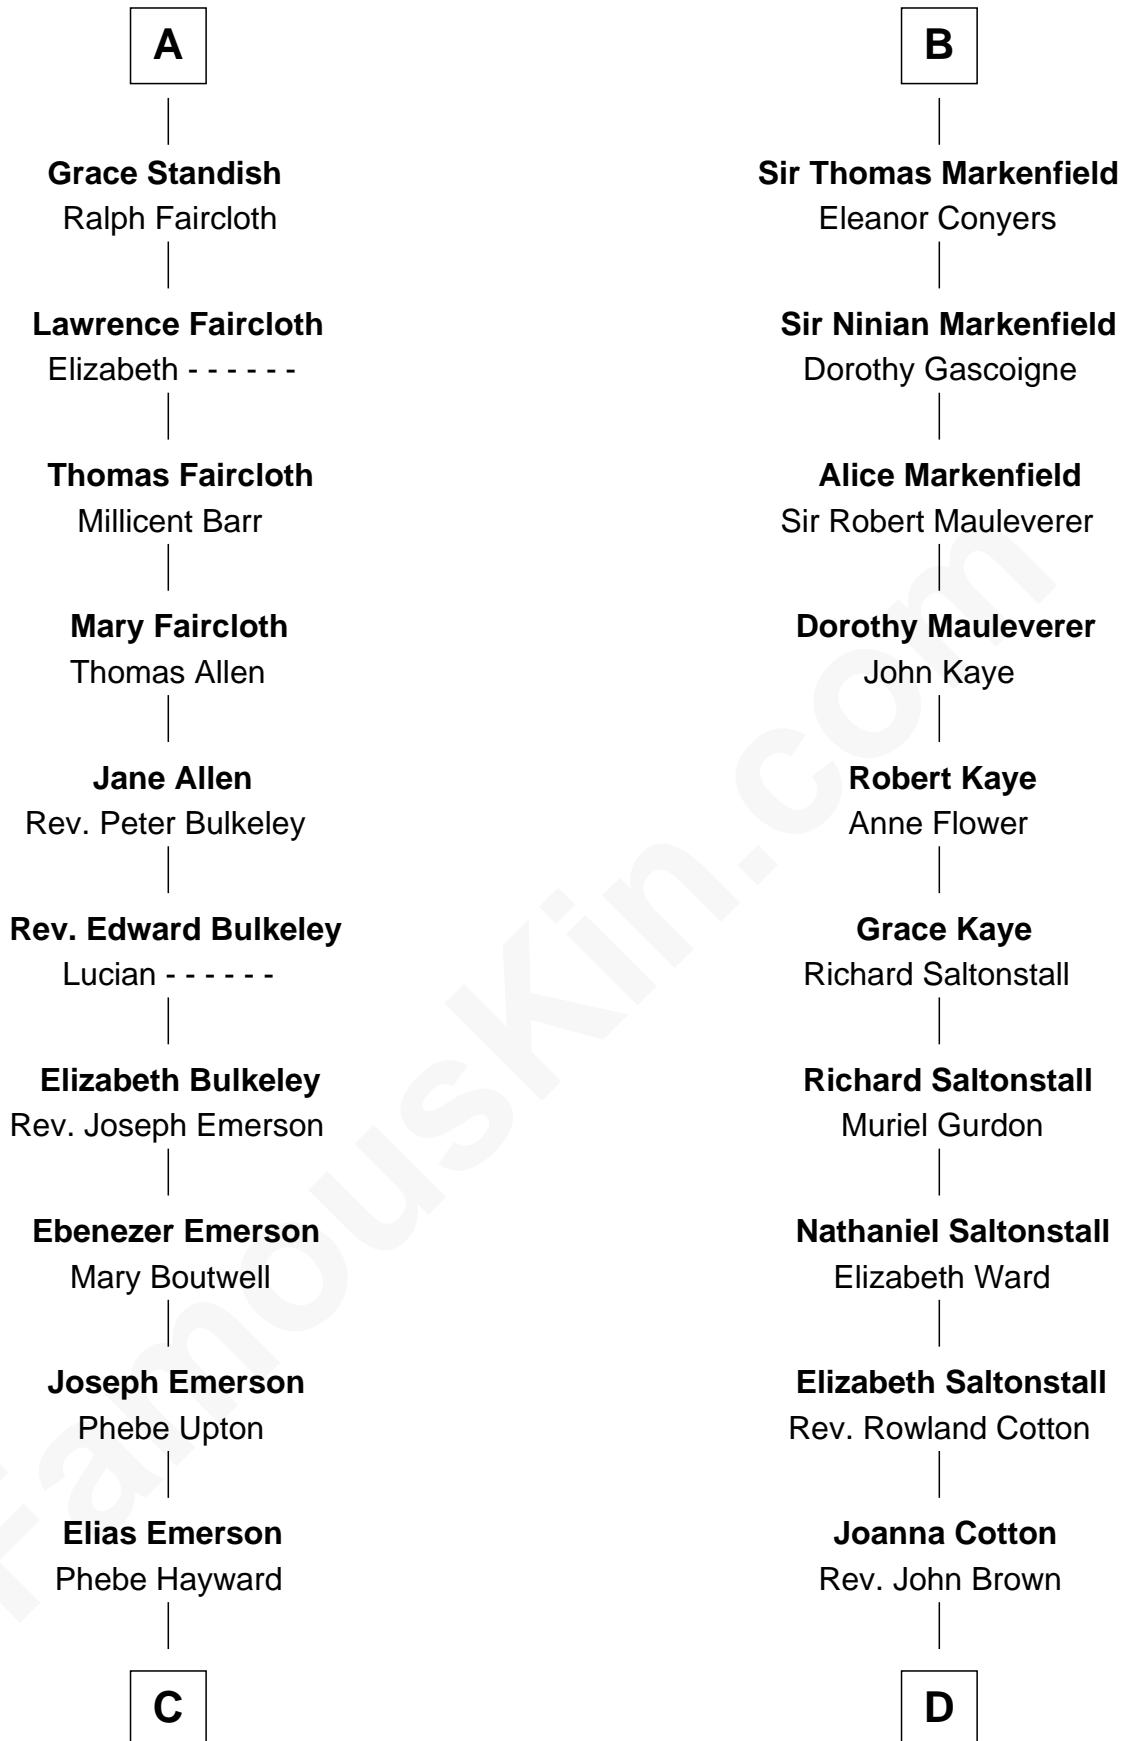 A
Grace Standish
Ralph Faircloth
Lawrence Faircloth
Elizabeth - - - - - -
Thomas Faircloth
Millicent Barr
Mary Faircloth
Thomas Allen
Jane Allen
Rev. Peter Bulkeley
Rev. Edward Bulkeley
Lucian - - - - - -
Elizabeth Bulkeley
Rev. Joseph Emerson
Ebenezer Emerson
Mary Boutwell
Joseph Emerson
Phebe Upton
Elias Emerson
Phebe Hayward
C
B
Sir Thomas Markenfield
Eleanor Conyers
Sir Ninian Markenfield
Dorothy Gascoigne
Alice Markenfield
Sir Robert Mauleverer
Dorothy Mauleverer
John Kaye
Robert Kaye
Anne Flower
Grace Kaye
Richard Saltonstall
Richard Saltonstall
Muriel Gurdon
Nathaniel Saltonstall
Elizabeth Ward
Elizabeth Saltonstall
Rev. Rowland Cotton
Joanna Cotton
Rev. John Brown
D
FamousKin.com